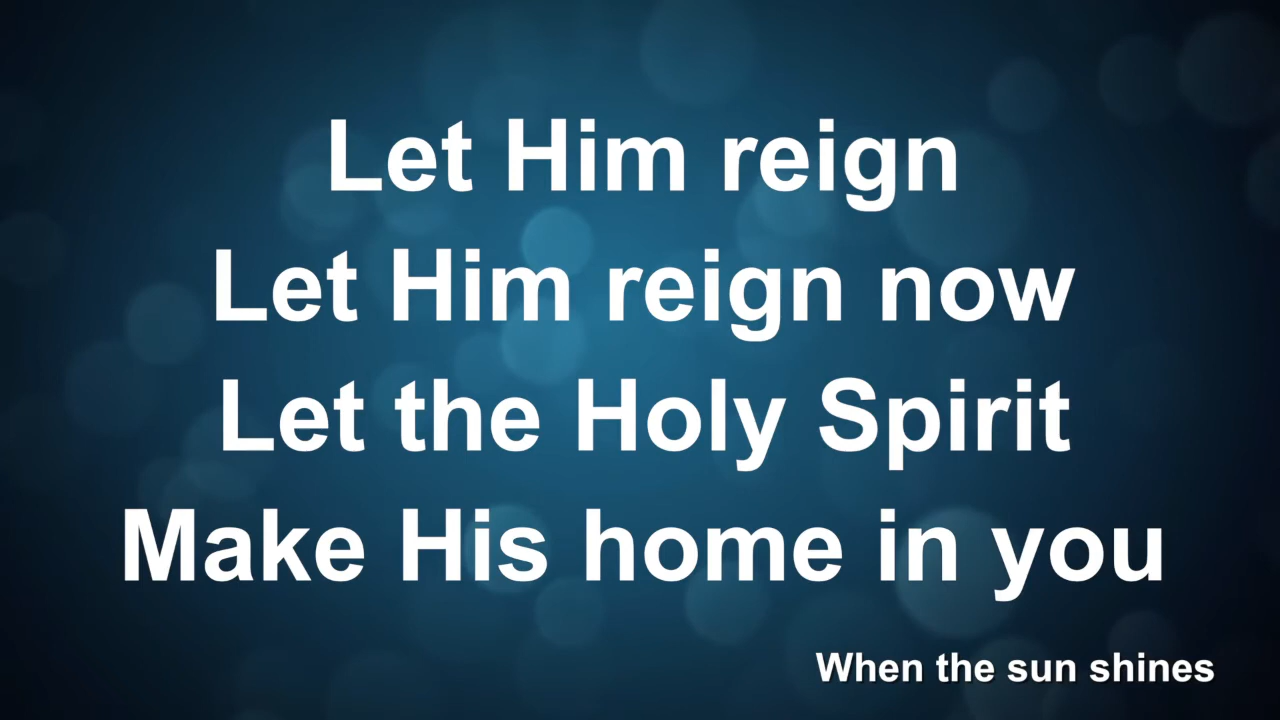 Let Him reign
Let Him reign now
Let the Holy Spirit
Make His home in you
When the sun shines